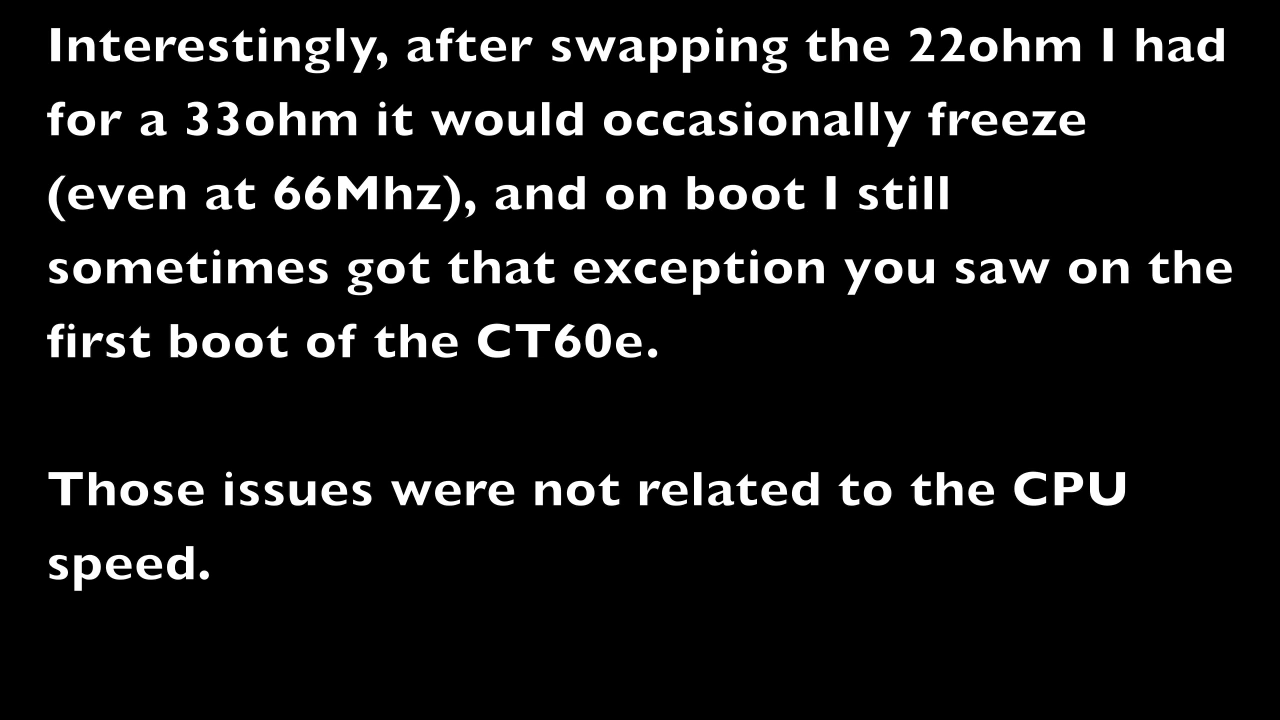 Interestingly, after swapping the 22ohm I had
for a 33ohm it would occasionally freeze
(even at 66Mhz), and on boot I still
sometimes got that exception you saw on the
first boot of the CT60e.
Those issues were not related to the CPU
speed.